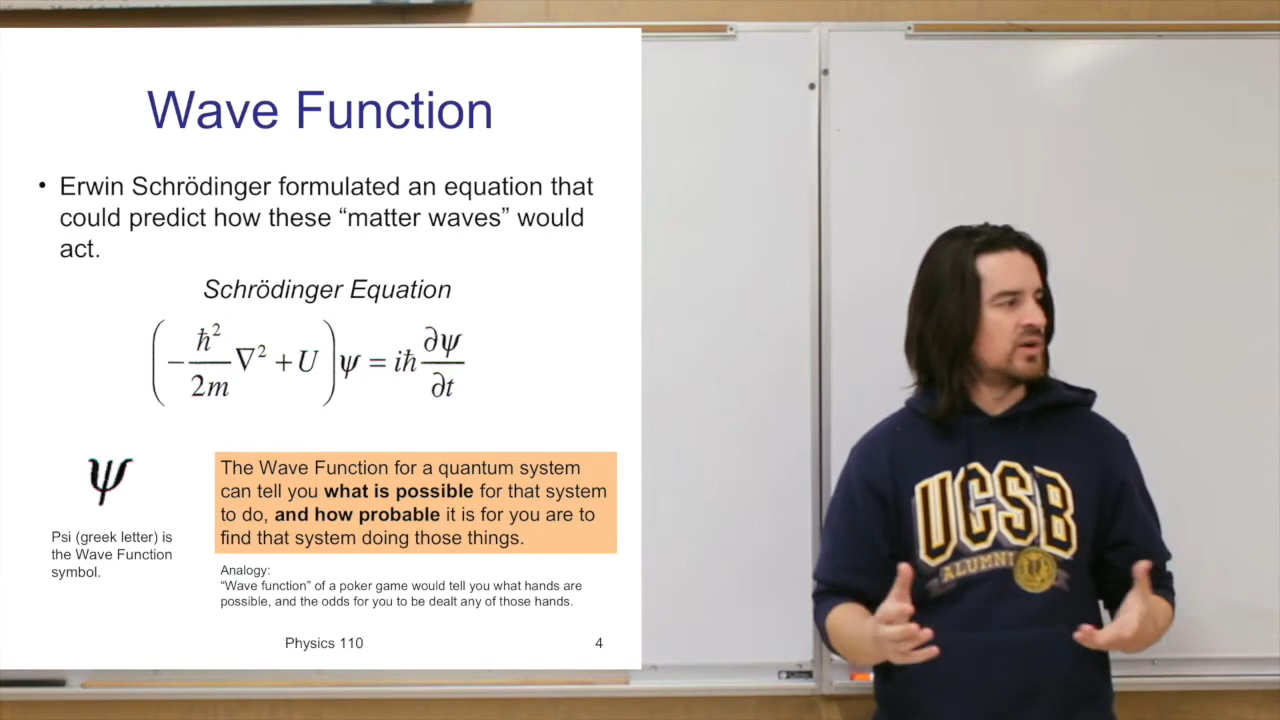 Wave Function
• Erwin Schrödinger formulated an equation that
could predict how these “matter waves” would
act.
Schrödinger Equation
(-ℏ²/2m ∇² + U)ψ = iℏ ∂ψ/∂t
ψ
Psi (greek letter) is
the Wave Function
symbol.
The Wave Function for a quantum system
can tell you what is possible for that system
to do, and how probable it is for you are to
find that system doing those things.
Analogy:
“Wave function” of a poker game would tell you what hands are
possible, and the odds for you to be dealt any of those hands.
Physics 110
4
UCSB
ALUMNI